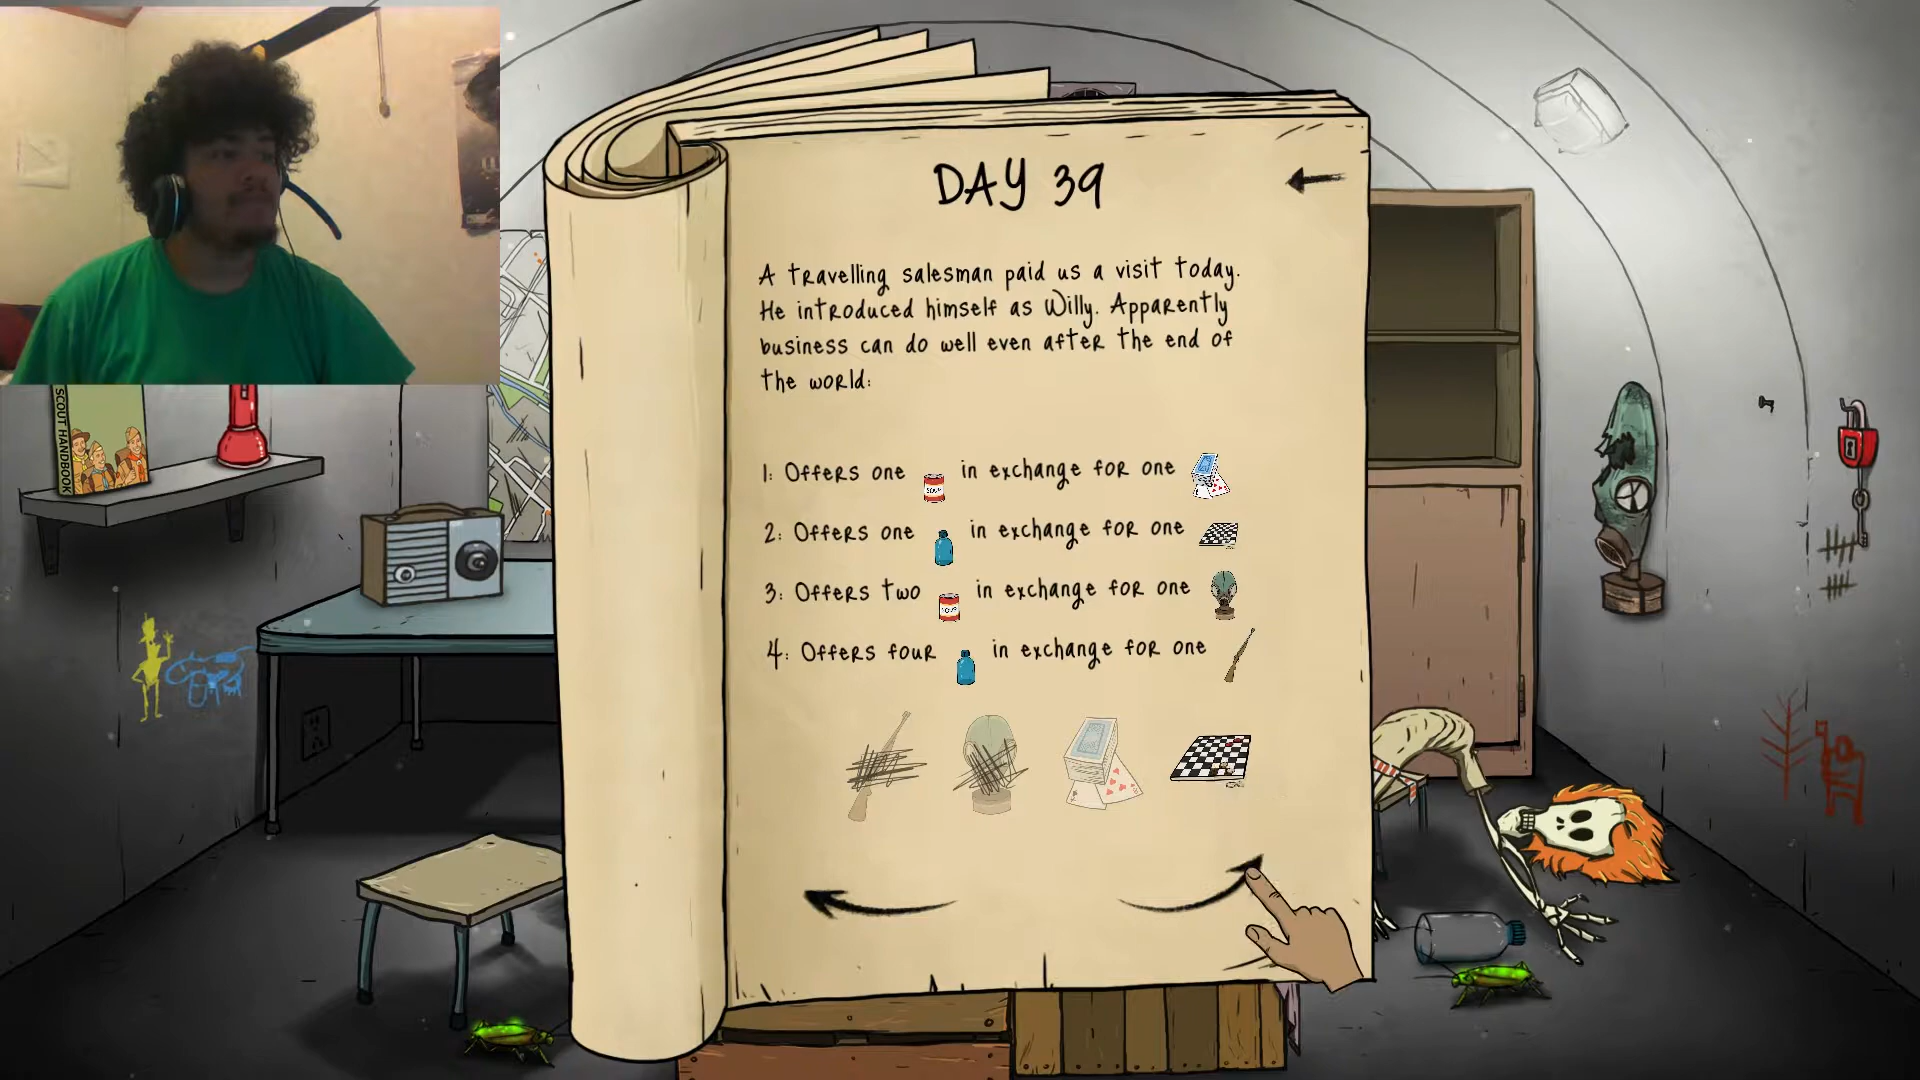 DAY 39
A travelling salesman paid us a visit today.
He introduced himself as Willy. Apparently
business can do well even after the end of
the world:
1: Offers one SOUP in exchange for one
2: Offers one in exchange for one
3: Offers two SOUP in exchange for one
4: Offers four in exchange for one
SCOUT HANDBOOK